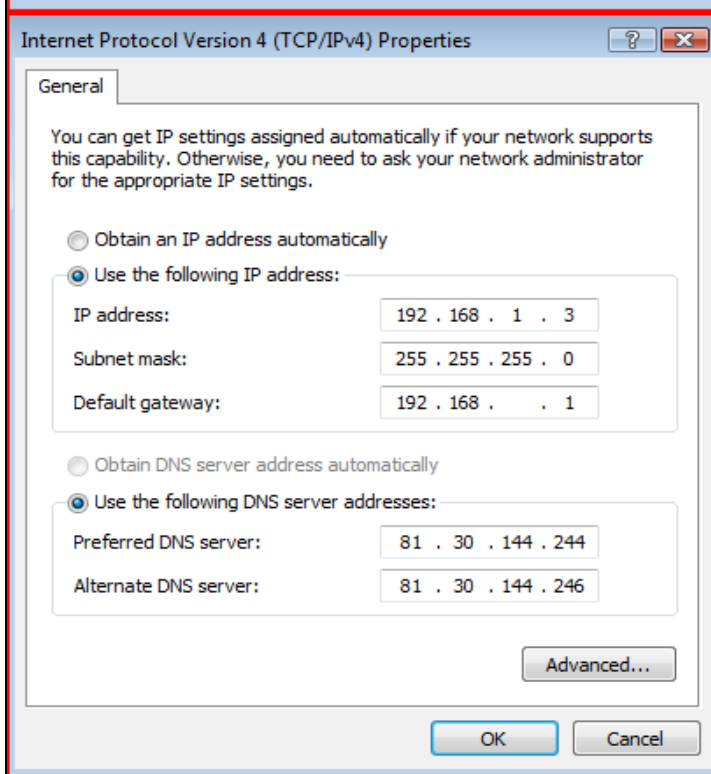 Internet Protocol Version 4 (TCP/IPv4) Properties
General
You can get IP settings assigned automatically if your network supports
this capability. Otherwise, you need to ask your network administrator
for the appropriate IP settings.
Obtain an IP address automatically
Use the following IP address:
IP address: 192 . 168 . 1 . 3
Subnet mask: 255 . 255 . 255 . 0
Default gateway: 192 . 168 . . 1
Obtain DNS server address automatically
Use the following DNS server addresses:
Preferred DNS server: 81 . 30 . 144 . 244
Alternate DNS server: 81 . 30 . 144 . 246
Advanced...
OK Cancel